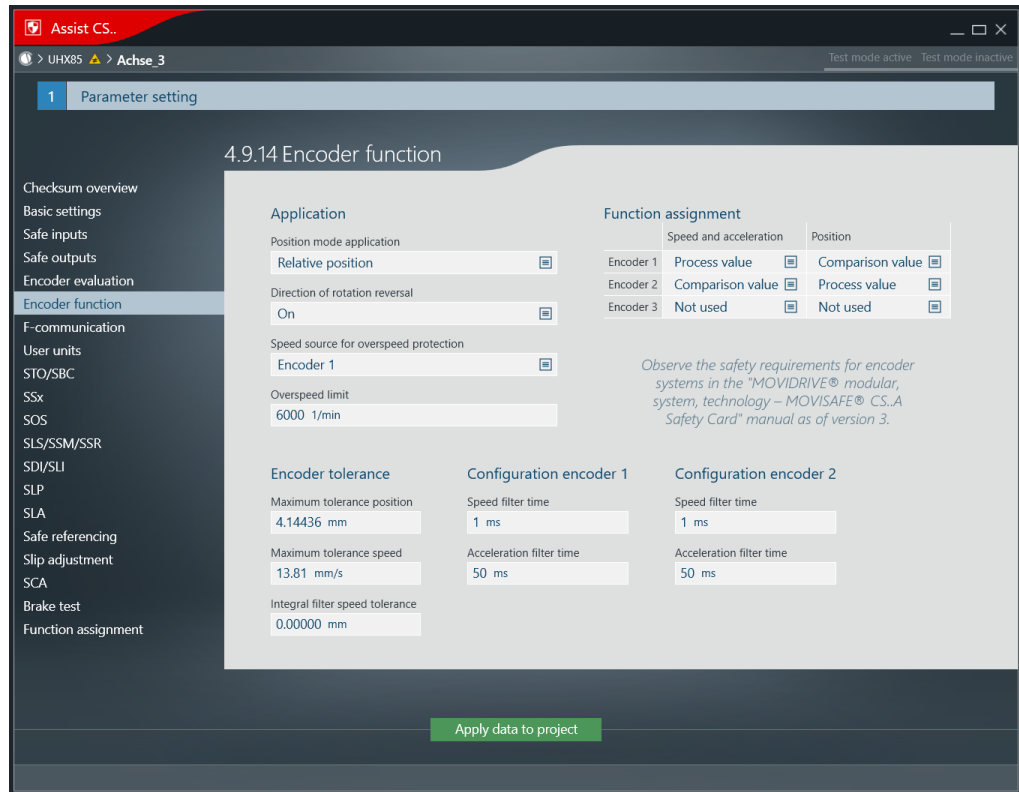 Assist CS..
> UHX85 > Achse_3
Test mode active Test mode inactive
1 Parameter setting
4.9.14 Encoder function
Checksum overview
Basic settings
Safe inputs
Safe outputs
Encoder evaluation
Encoder function
F-communication
User units
STO/SBC
SSx
SOS
SLS/SSM/SSR
SDI/SLI
SLP
SLA
Safe referencing
Slip adjustment
SCA
Brake test
Function assignment
Application
Position mode application
Relative position
Direction of rotation reversal
On
Speed source for overspeed protection
Encoder 1
Overspeed limit
6000 1/min
Function assignment
Speed and acceleration Position
Encoder 1 Process value Comparison value
Encoder 2 Comparison value Process value
Encoder 3 Not used Not used
Observe the safety requirements for encoder
systems in the "MOVIDRIVE® modular,
system, technology – MOVISAFE® CS..A
Safety Card" manual as of version 3.
Encoder tolerance
Maximum tolerance position
4.14436 mm
Maximum tolerance speed
13.81 mm/s
Integral filter speed tolerance
0.00000 mm
Configuration encoder 1
Speed filter time
1 ms
Acceleration filter time
50 ms
Configuration encoder 2
Speed filter time
1 ms
Acceleration filter time
50 ms
Apply data to project